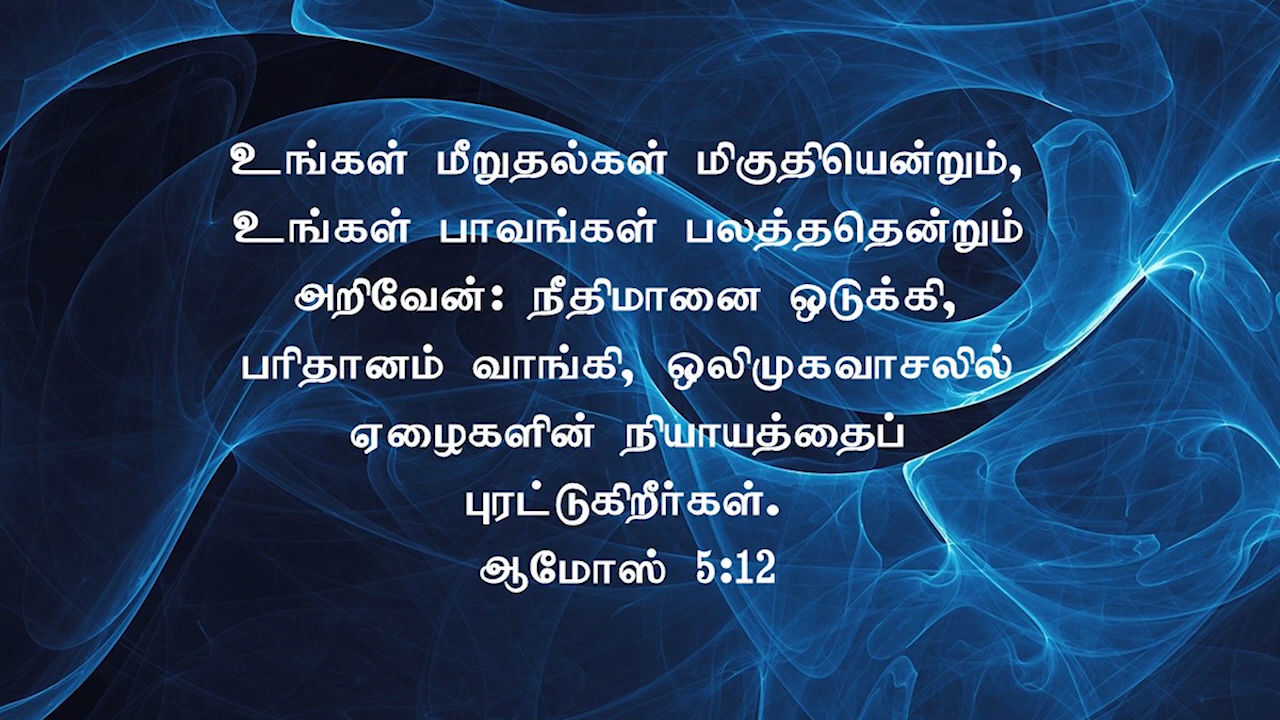 உங்கள் மீறுதல்கள் மிகுதியென்றும்,
உங்கள் பாவங்கள் பலத்ததென்றும்
அறிவேன்: நீதிமானை ஒடுக்கி,
பரிதானம் வாங்கி, ஒலிமுகவாசலில்
ஏழைகளின் நியாயத்தைப்
புரட்டுகிறீர்கள்.
ஆமோஸ் 5:12